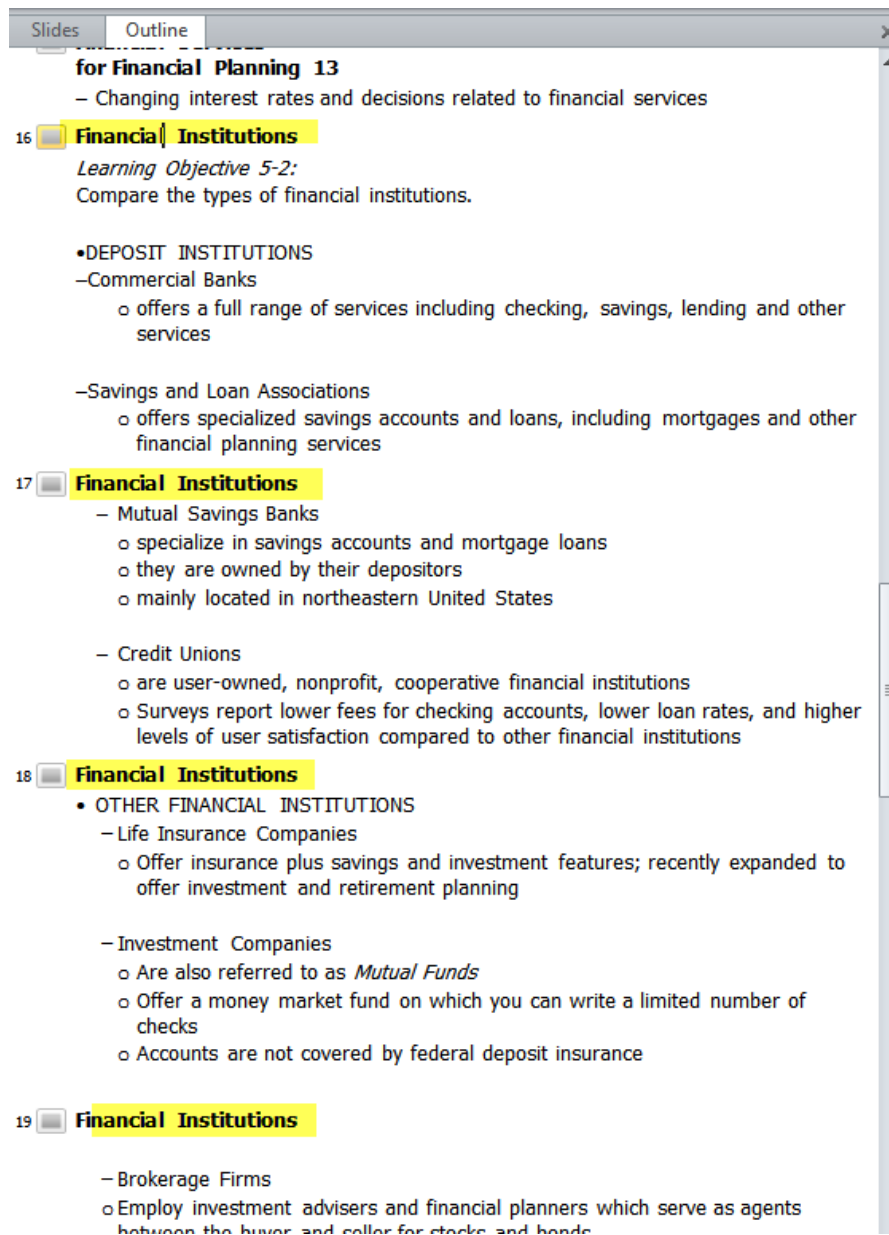 Slides Outline
for Financial Planning 13
– Changing interest rates and decisions related to financial services
16 Financial Institutions
Learning Objective 5-2:
Compare the types of financial institutions.
•DEPOSIT INSTITUTIONS
–Commercial Banks
o offers a full range of services including checking, savings, lending and other
services
–Savings and Loan Associations
o offers specialized savings accounts and loans, including mortgages and other
financial planning services
17 Financial Institutions
– Mutual Savings Banks
o specialize in savings accounts and mortgage loans
o they are owned by their depositors
o mainly located in northeastern United States
– Credit Unions
o are user-owned, nonprofit, cooperative financial institutions
o Surveys report lower fees for checking accounts, lower loan rates, and higher
levels of user satisfaction compared to other financial institutions
18 Financial Institutions
• OTHER FINANCIAL INSTITUTIONS
– Life Insurance Companies
o Offer insurance plus savings and investment features; recently expanded to
offer investment and retirement planning
– Investment Companies
o Are also referred to as Mutual Funds
o Offer a money market fund on which you can write a limited number of
checks
o Accounts are not covered by federal deposit insurance
19 Financial Institutions
– Brokerage Firms
o Employ investment advisers and financial planners which serve as agents
between the buyer and seller for stocks and bonds